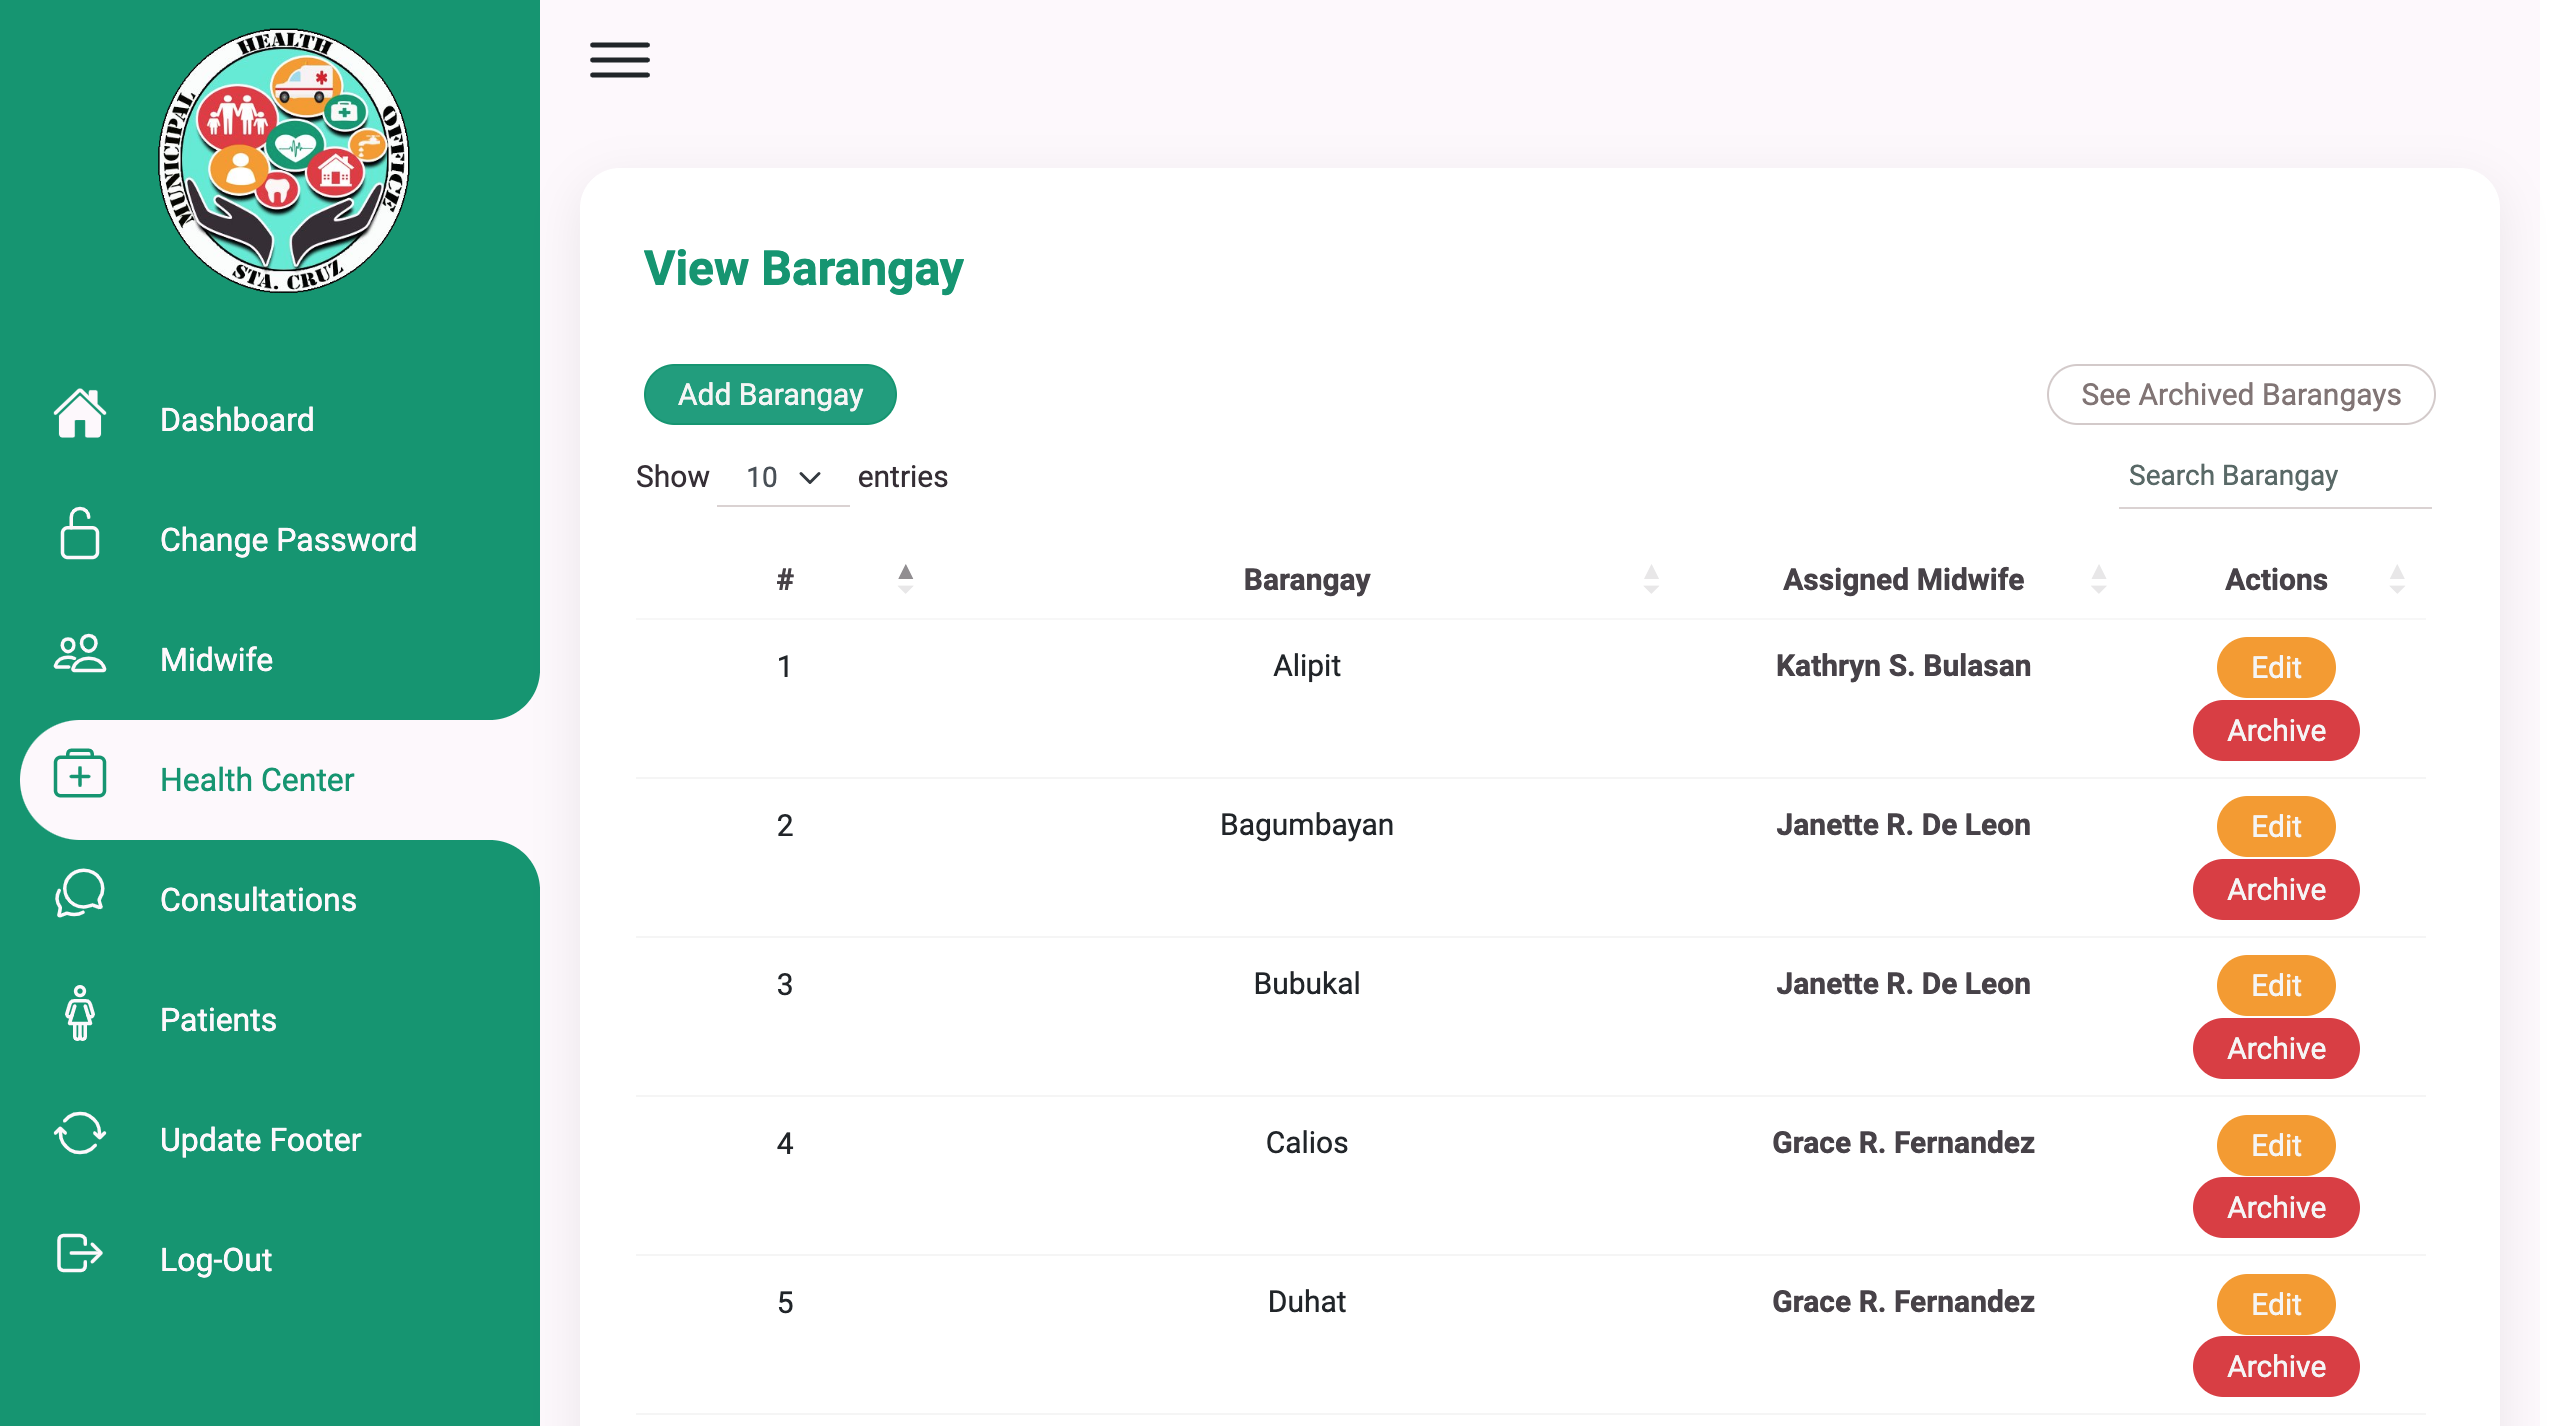 MUNICIPAL HEALTH OFFICE
STA. CRUZ
Dashboard
Change Password
Midwife
Health Center
Consultations
Patients
Update Footer
Log-Out
View Barangay
Add Barangay
See Archived Barangays
Show 10 entries
Search Barangay
# Barangay Assigned Midwife Actions
1 Alipit Kathryn S. Bulasan Edit
Archive
2 Bagumbayan Janette R. De Leon Edit
Archive
3 Bubukal Janette R. De Leon Edit
Archive
4 Calios Grace R. Fernandez Edit
Archive
5 Duhat Grace R. Fernandez Edit
Archive